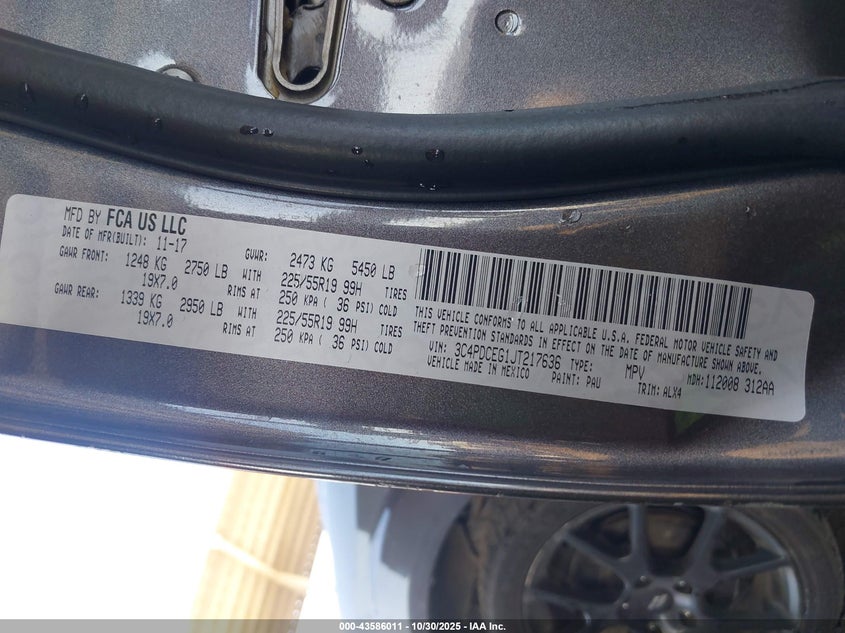 MFD BY FCA US LLC
DATE OF MFR(BUILT): 11-17
GVWR: 2473 KG 5450 LB
GAWR FRONT: 1248 KG 2750 LB WITH 225/55R19 99H TIRES
19X7.0 RIMS AT 250 KPA ( 36 PSI) COLD
GAWR REAR: 1339 KG 2950 LB WITH 225/55R19 99H TIRES
19X7.0 RIMS AT 250 KPA ( 36 PSI) COLD
THIS VEHICLE CONFORMS TO ALL APPLICABLE U.S.A. FEDERAL MOTOR VEHICLE SAFETY AND
THEFT PREVENTION STANDARDS IN EFFECT ON THE DATE OF MANUFACTURE SHOWN ABOVE.
VIN: 3C4PDCEG1JT217636 TYPE: MPV MDH:112008 312AA
VEHICLE MADE IN MEXICO PAINT: PAU TRIM: ALX4
000-43586011 - 10/30/2025 - IAA Inc.